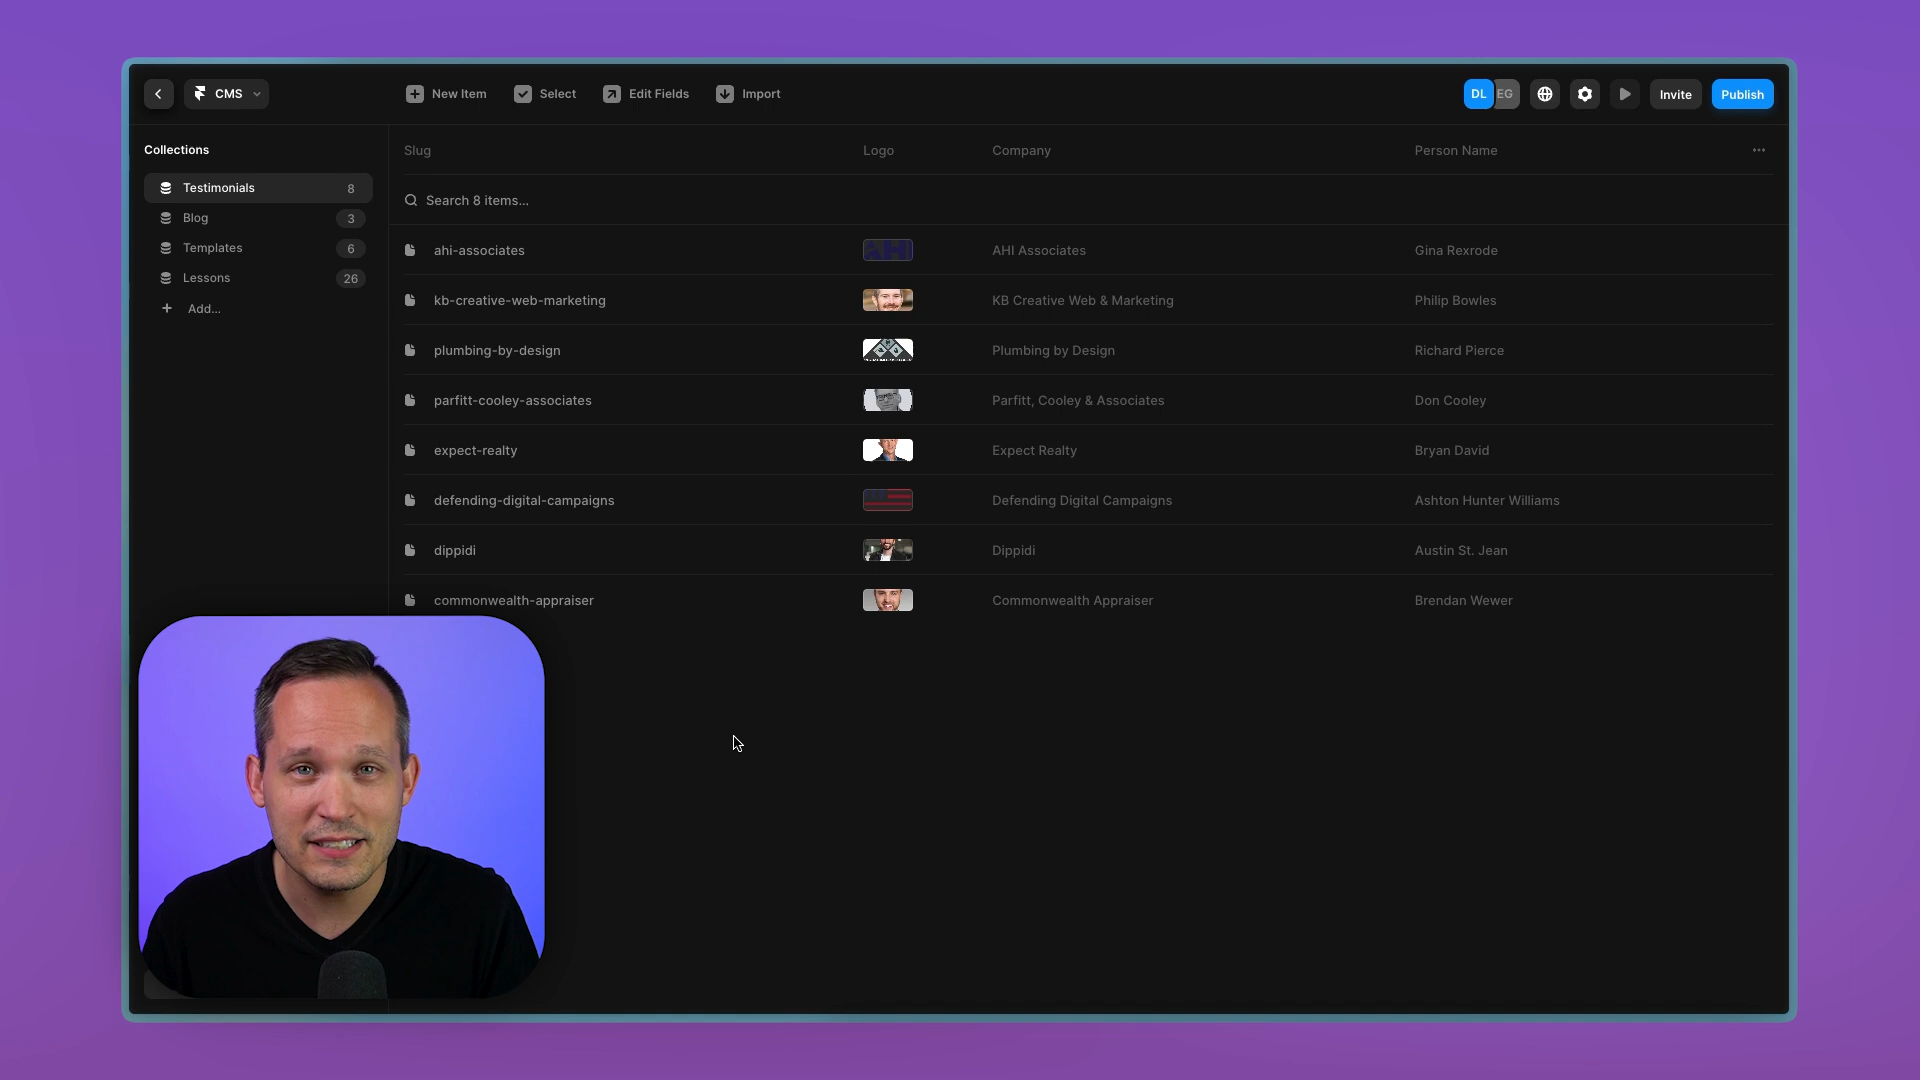 CMS
New Item
Select
Edit Fields
Import
DL
EG
Invite
Publish
Collections
Testimonials 8
Blog 3
Templates 6
Lessons 26
Add...
Slug Logo Company Person Name
Search 8 items...
ahi-associates AHI AHI Associates Gina Rexrode
kb-creative-web-marketing KB Creative Web & Marketing Philip Bowles
plumbing-by-design Plumbing by Design Richard Pierce
parfitt-cooley-associates Parfitt, Cooley & Associates Don Cooley
expect-realty Expect Realty Bryan David
defending-digital-campaigns Defending Digital Campaigns Ashton Hunter Williams
dippidi Dippidi Austin St. Jean
commonwealth-appraiser Commonwealth Appraiser Brendan Wewer